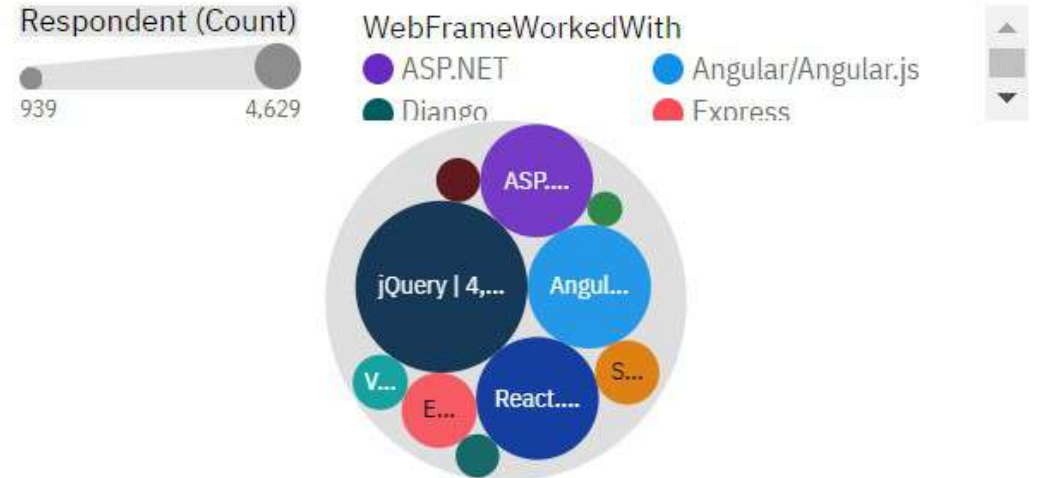 Respondent (Count)
WebFrameWorkedWith
ASP.NET
Angular/Angular.js
939
4,629
Django
Express
ASP....
jQuery | 4,...
Angul...
V...
E...
React....
S...